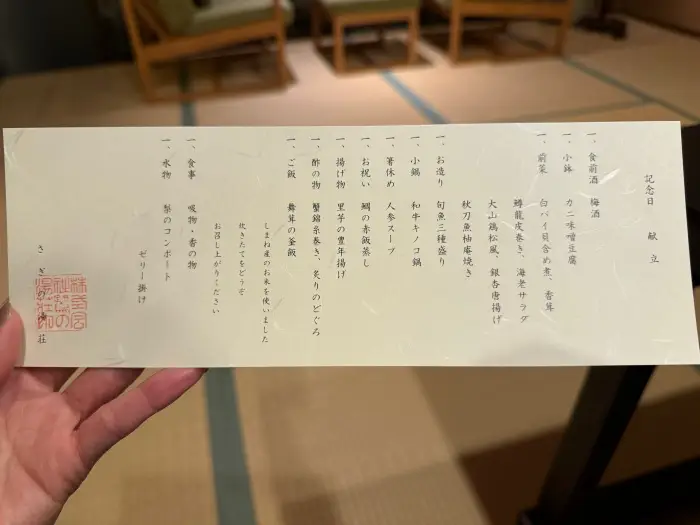 記念日　献立
一、食前酒　梅酒
一、小鉢　カニ味噌豆腐
一、前菜　白バイ貝含め煮、香茸
鱒龍皮巻き、海老サラダ
大山鶏松風、銀杏唐揚げ
秋刀魚柚庵焼き
一、お造り　旬魚三種盛り
一、小鍋　和牛キノコ鍋
一、箸休め　人参スープ
一、お祝い　鯛の赤飯蒸し
一、揚げ物　里芋の豊年揚げ
一、酢の物　蟹錦糸巻き、炙りのどぐろ
一、ご飯　舞茸の釜飯
しまね産のお米を使いました
炊きたてをどうぞ
お召し上がりください
一、食事　吸物・香の物
一、水物　梨のコンポート
ゼリー掛け
さぎの湯荘